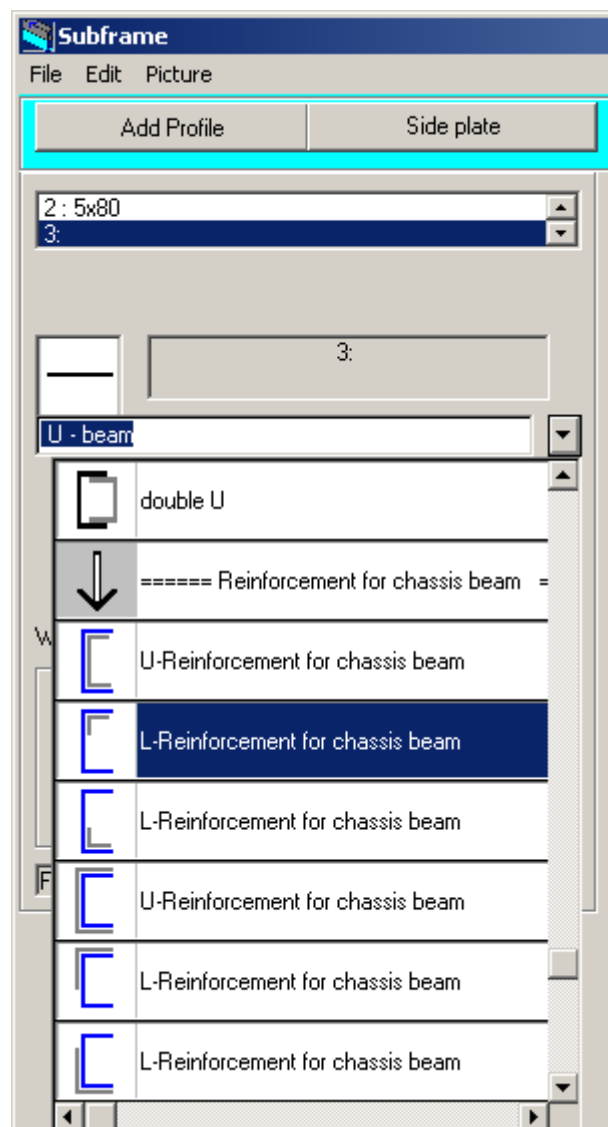 Subframe
File Edit Picture
Add Profile Side plate
2 : 5x80
3:
3:
U - beam
double U
====== Reinforcement for chassis beam =
W
U-Reinforcement for chassis beam
L-Reinforcement for chassis beam
L-Reinforcement for chassis beam
U-Reinforcement for chassis beam
F
L-Reinforcement for chassis beam
L-Reinforcement for chassis beam